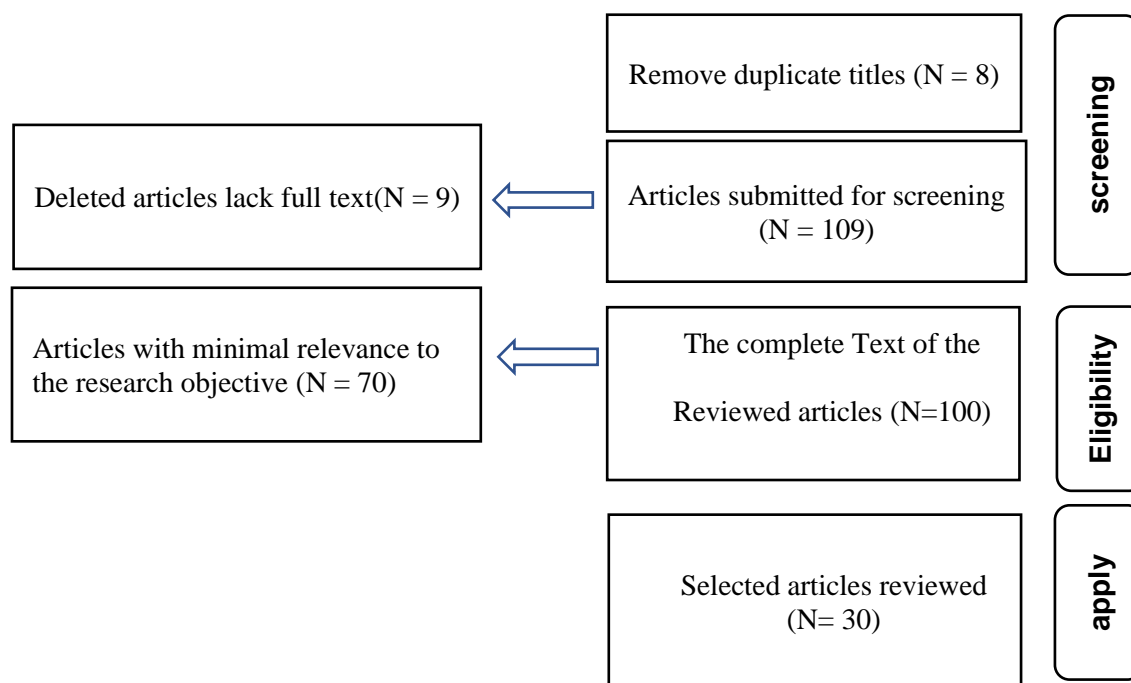 Remove duplicate titles (N = 8)
screening
Deleted articles lack full text(N = 9)
Articles submitted for screening
(N = 109)
Articles with minimal relevance to
the research objective (N = 70)
The complete Text of the
Reviewed articles (N=100)
Eligibility
Selected articles reviewed
(N= 30)
apply